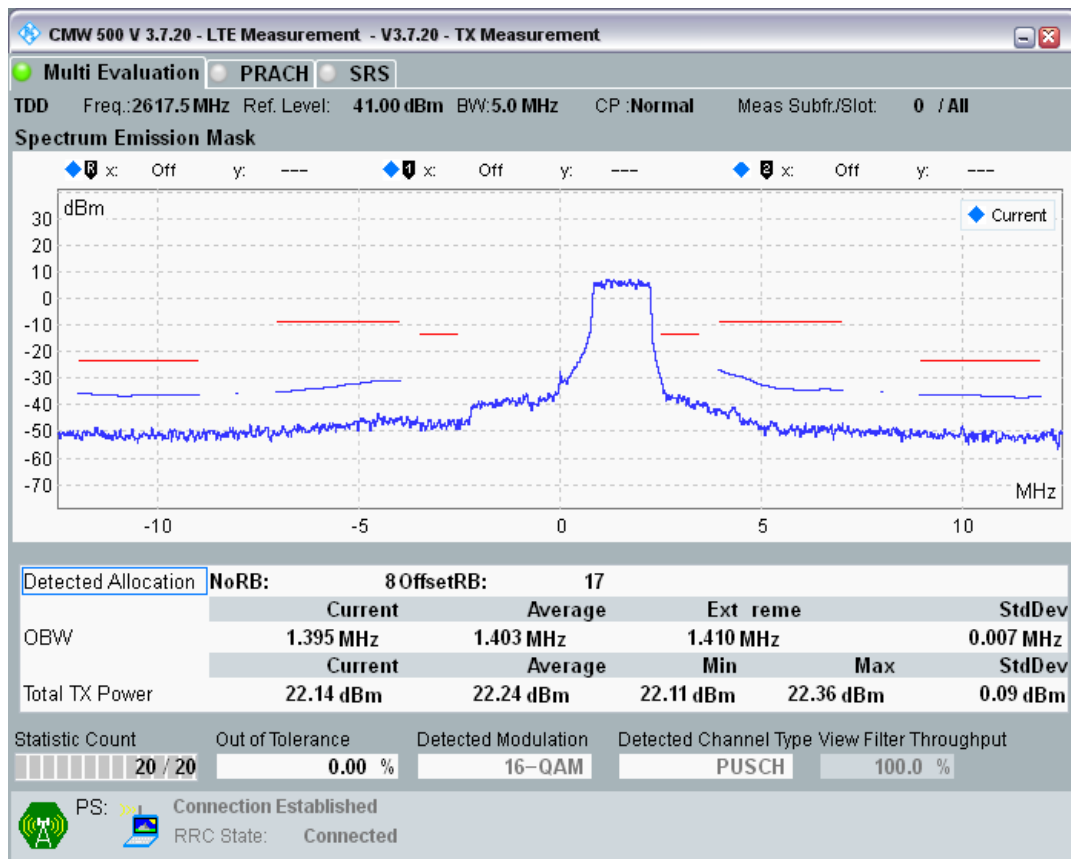 CMW 500 V 3.7.20 - LTE Measurement - V3.7.20 - TX Measurement
Multi Evaluation PRACH SRS
TDD Freq.:2617.5 MHz Ref. Level: 41.00 dBm BW:5.0 MHz CP :Normal Meas Subfr./Slot: 0 / All
Spectrum Emission Mask
R x: Off y: --- 1 x: Off y: --- 2 x: Off y: ---
dBm
Current
30
20
10
0
-10
-20
-30
-40
-50
-60
-70
MHz
-10 -5 0 5 10
Detected Allocation NoRB: 8 OffsetRB: 17
Current Average Ext reme StdDev
OBW 1.395 MHz 1.403 MHz 1.410 MHz 0.007 MHz
Current Average Min Max StdDev
Total TX Power 22.14 dBm 22.24 dBm 22.11 dBm 22.36 dBm 0.09 dBm
Statistic Count Out of Tolerance Detected Modulation Detected Channel Type View Filter Throughput
20 / 20 0.00 % 16-QAM PUSCH 100.0 %
PS: Connection Established
RRC State: Connected